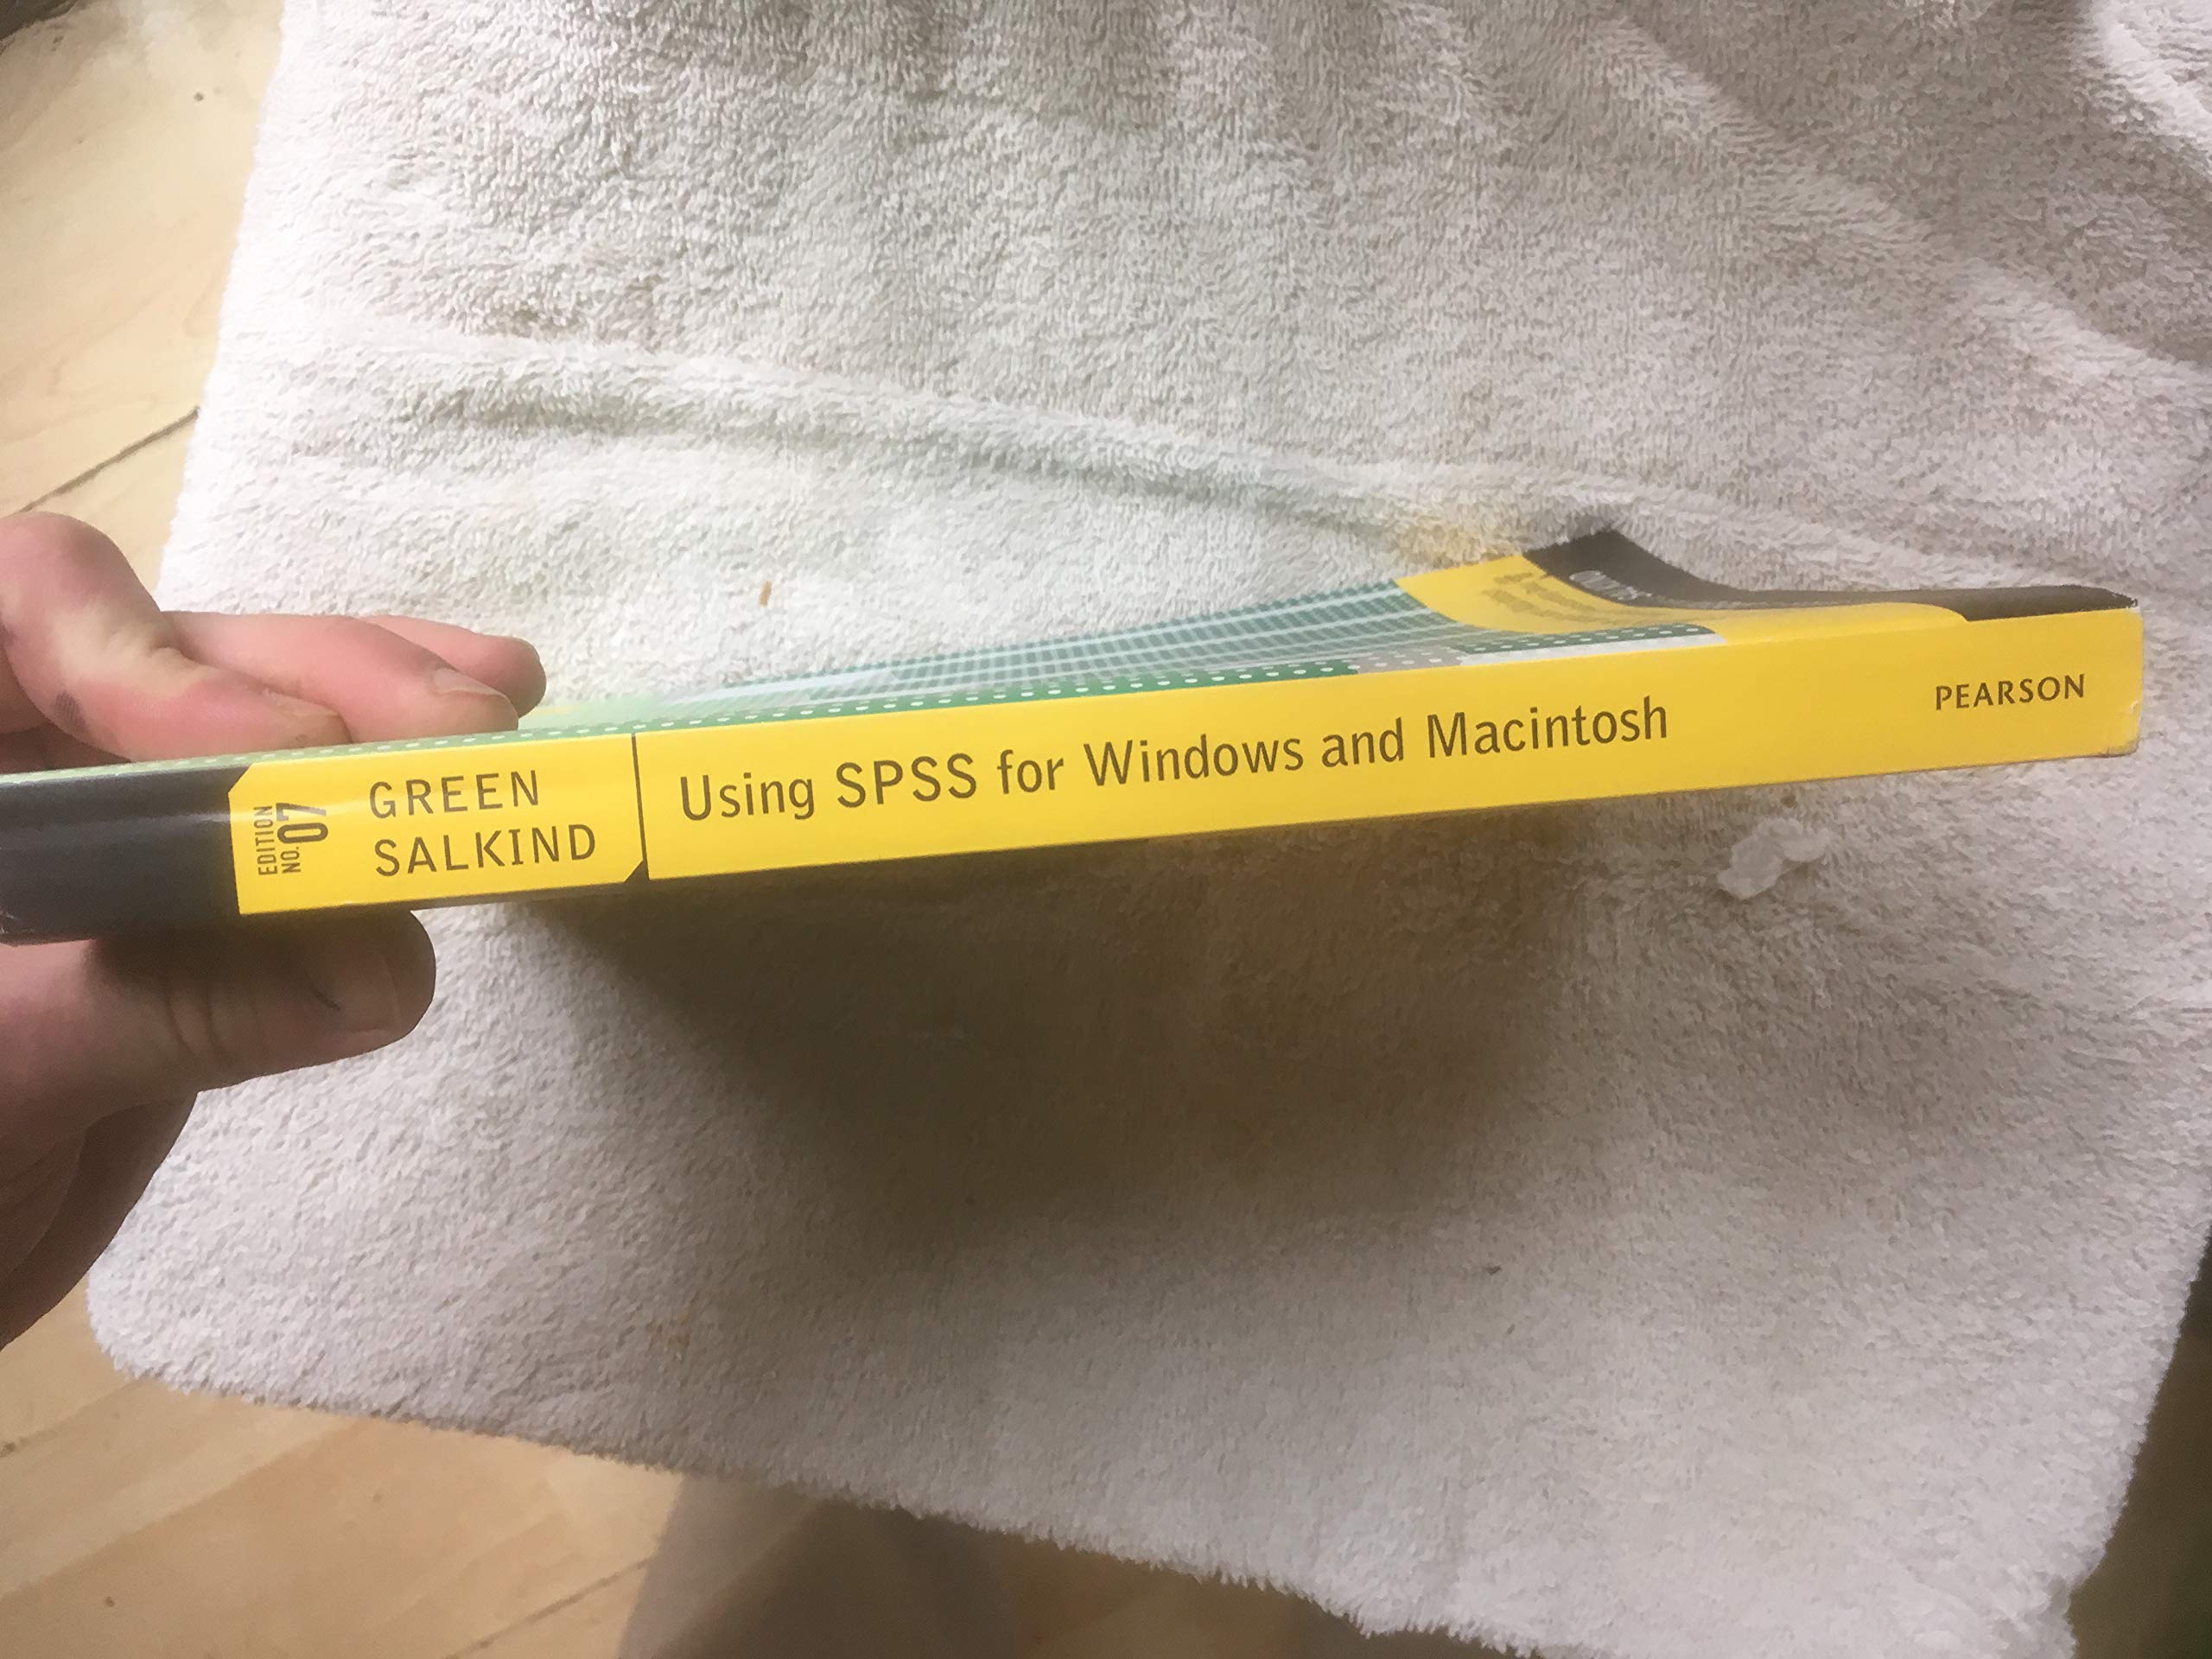 EDITION
NO. 07
GREEN
SALKIND
Using SPSS for Windows and Macintosh
PEARSON